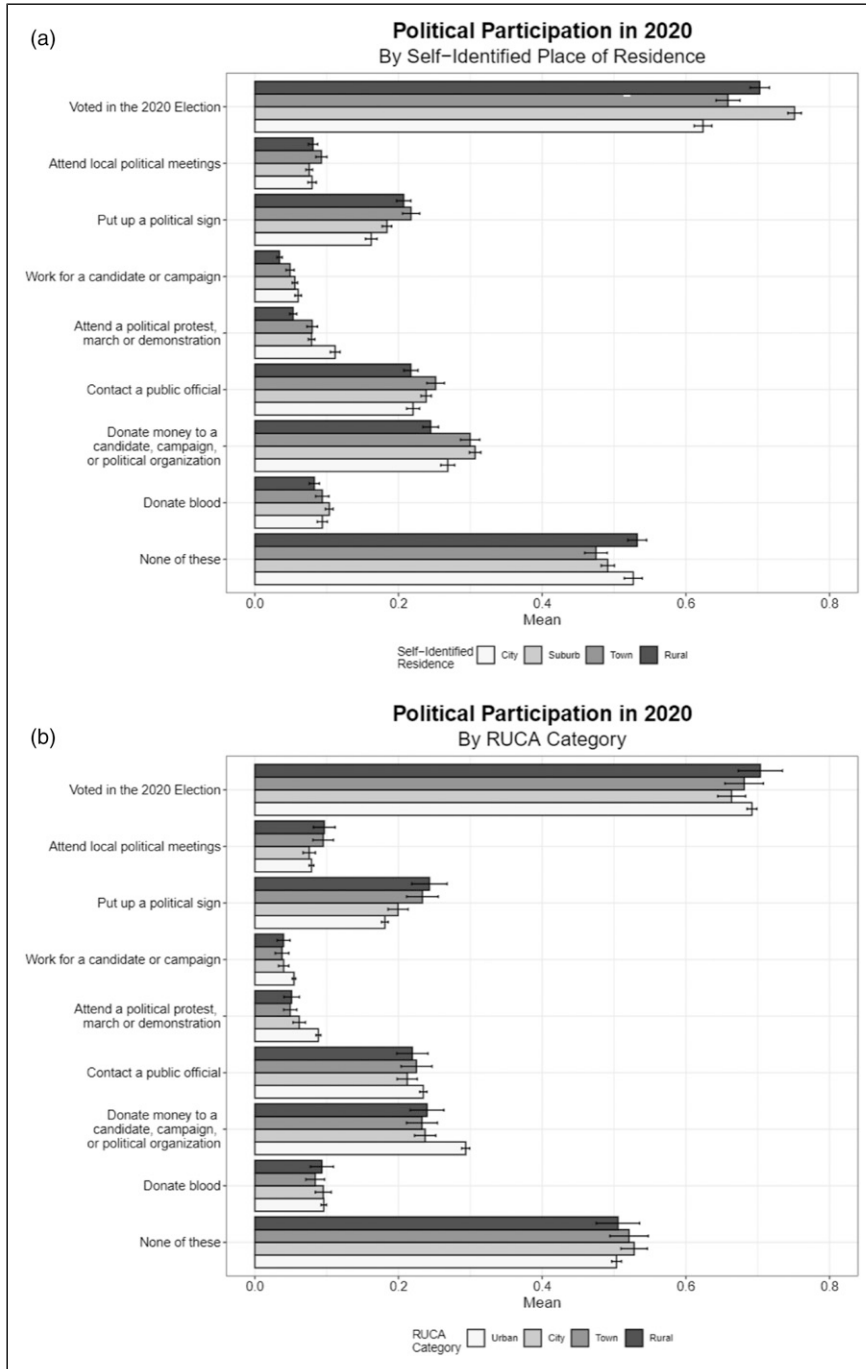 (a)
Political Participation in 2020
By Self−Identified Place of Residence
Voted in the 2020 Election
Attend local political meetings
Put up a political sign
Work for a candidate or campaign
Attend a political protest,
march or demonstration
Contact a public official
Donate money to a
candidate, campaign,
or political organization
Donate blood
None of these
0.0 0.2 0.4 0.6 0.8
Mean
Self-Identified
Residence
City Suburb Town Rural
(b)
Political Participation in 2020
By RUCA Category
Voted in the 2020 Election
Attend local political meetings
Put up a political sign
Work for a candidate or campaign
Attend a political protest,
march or demonstration
Contact a public official
Donate money to a
candidate, campaign,
or political organization
Donate blood
None of these
0.0 0.2 0.4 0.6 0.8
Mean
RUCA
Category
Urban City Town Rural